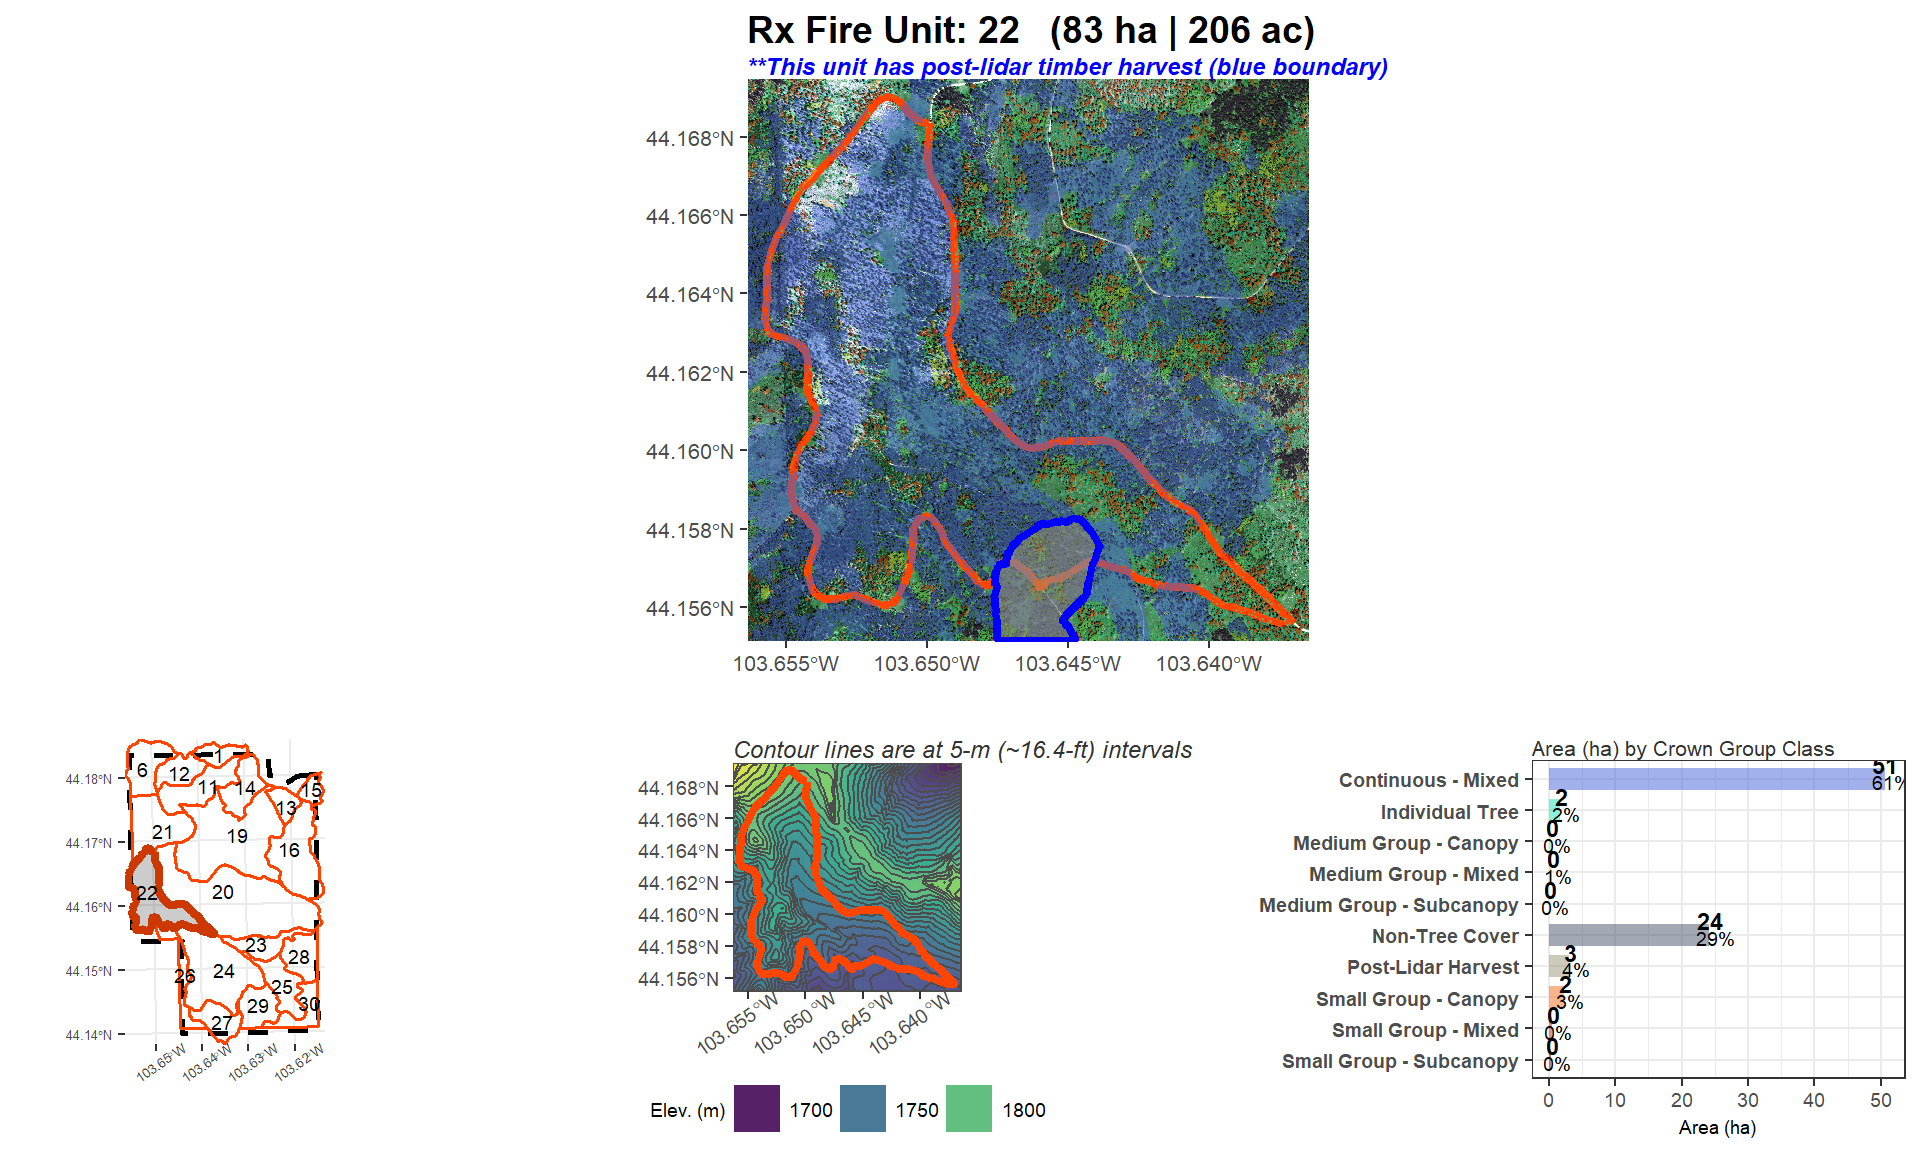 Rx Fire Unit: 22 (83 ha | 206 ac)
**This unit has post-lidar timber harvest (blue boundary)
44.168°N
44.166°N
44.164°N
44.162°N
44.160°N
44.158°N
44.156°N
103.655°W 103.650°W 103.645°W 103.640°W
44.18°N
44.17°N
44.16°N
44.15°N
44.14°N
6
12
1
11
14
15
13
21
19
16
22
20
23
28
24
26
25
29
30
27
103.65°W 103.64°W 103.63°W 103.62°W
Contour lines are at 5-m (~16.4-ft) intervals
44.168°N
44.166°N
44.164°N
44.162°N
44.160°N
44.158°N
44.156°N
103.655°W 103.650°W 103.645°W 103.640°W
Elev. (m) 1700 1750 1800
Area (ha) by Crown Group Class
Continuous - Mixed 51 61%
Individual Tree 2 2%
Medium Group - Canopy 0 0%
Medium Group - Mixed 0 1%
Medium Group - Subcanopy 0 0%
Non-Tree Cover 24 29%
Post-Lidar Harvest 3 4%
Small Group - Canopy 2 3%
Small Group - Mixed 0 0%
Small Group - Subcanopy 0 0%
0 10 20 30 40 50
Area (ha)